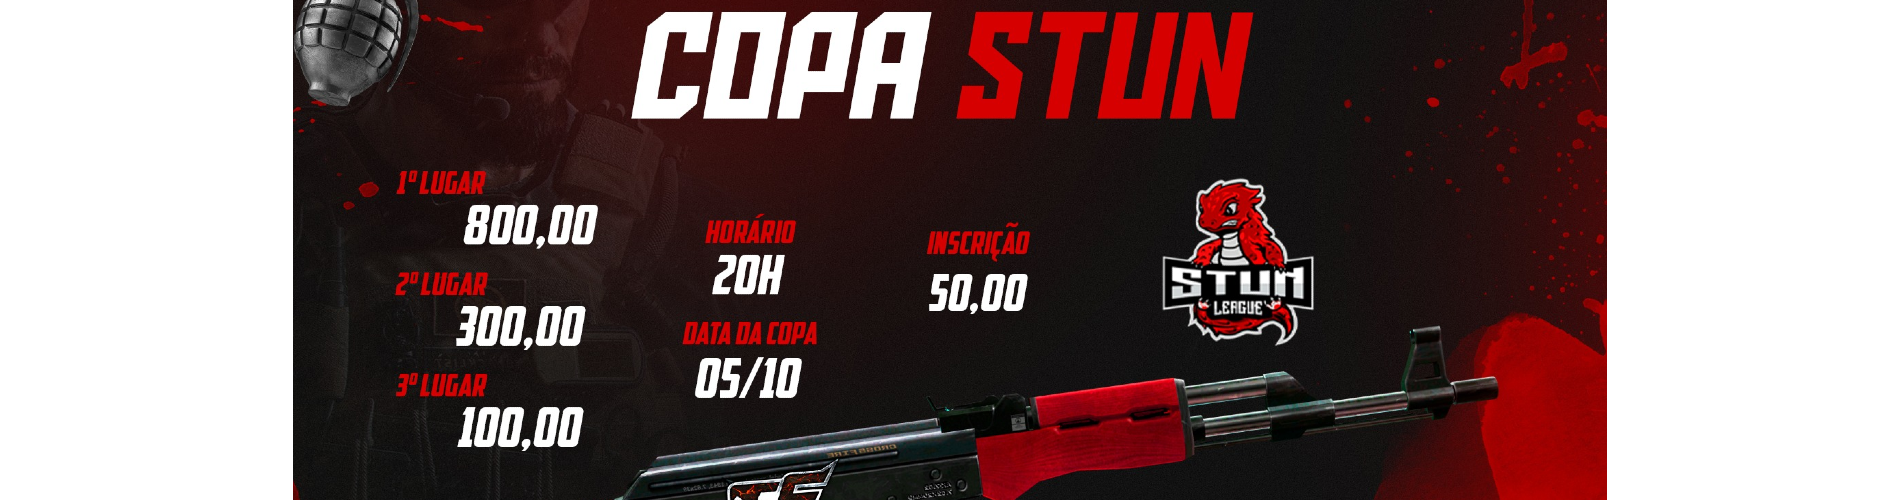 COPA STUN
1º LUGAR
800,00
2º LUGAR
300,00
3º LUGAR
100,00
HORÁRIO
20H
DATA DA COPA
05/10
INSCRIÇÃO
50,00
STUN
LEAGUE
CROSSFIRE